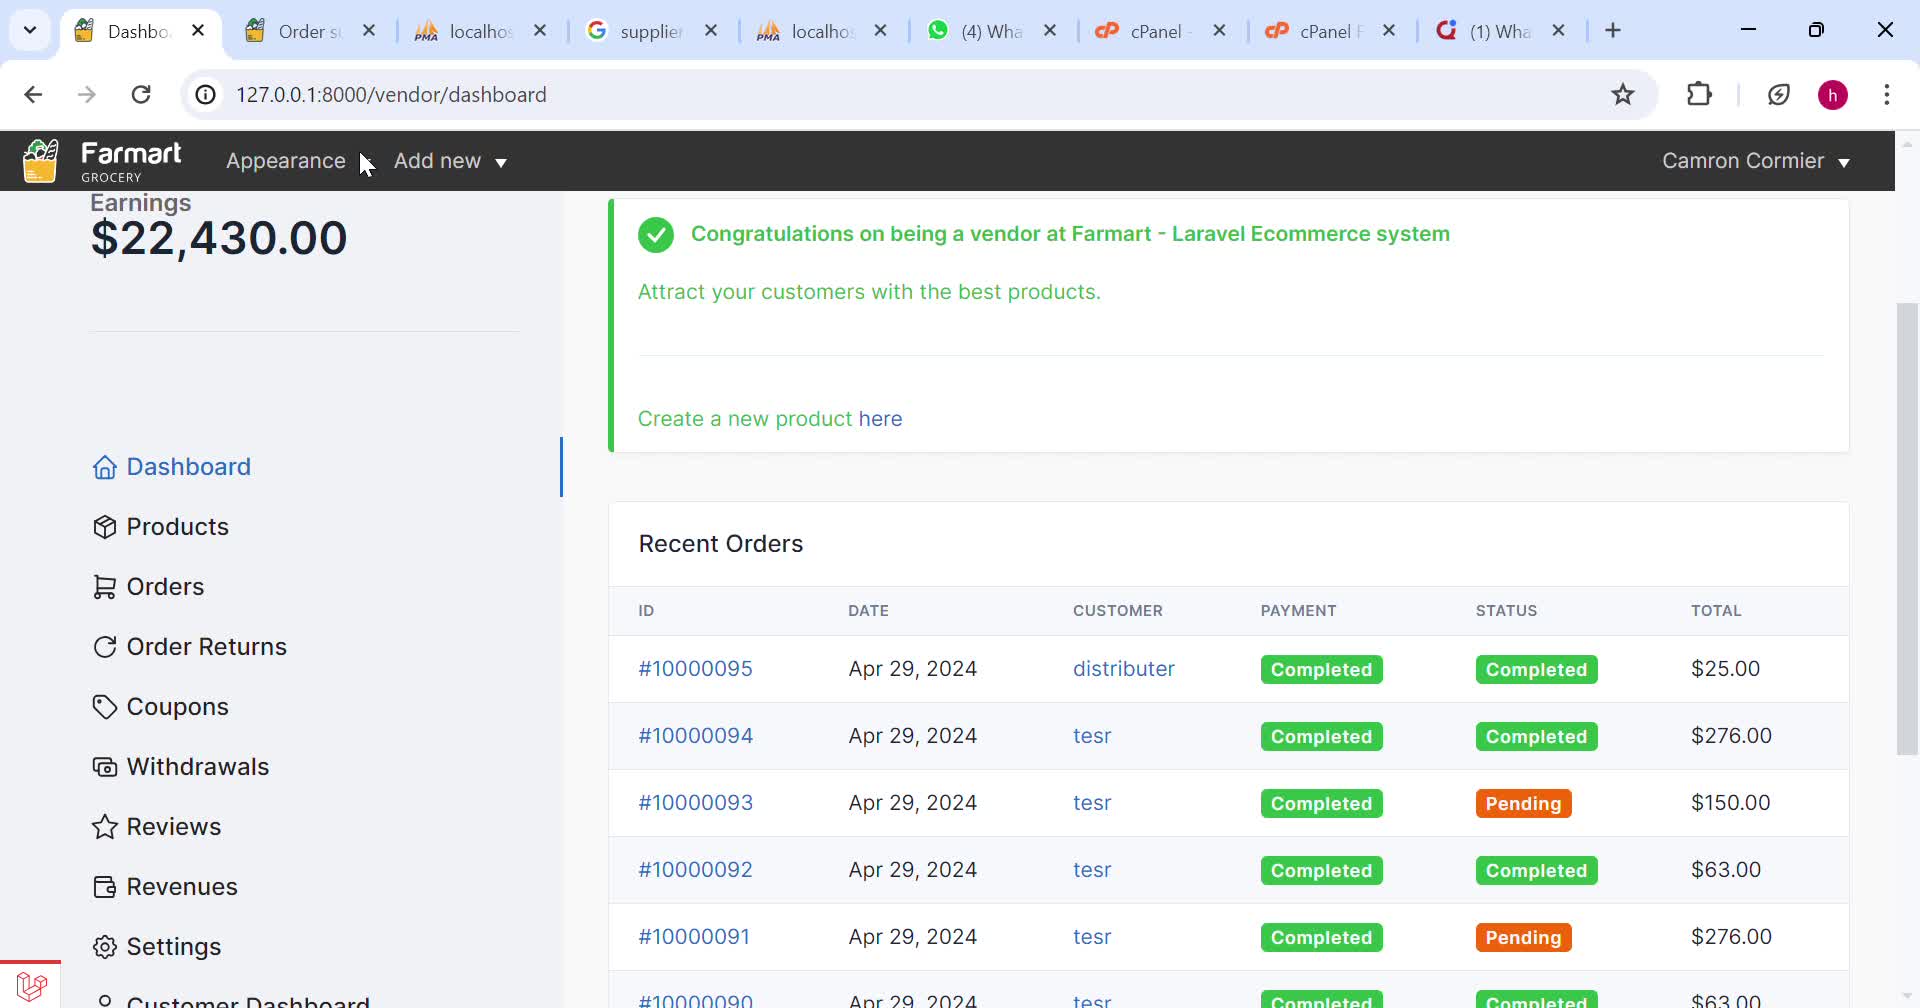 Dashbo
Order s
localhos
supplier
localhos
(4) Wha
cPanel -
cPanel F
(1) Wha
127.0.0.1:8000/vendor/dashboard
h
Farmart
GROCERY
Appearance
Add new
Camron Cormier
Earnings
$22,430.00
Congratulations on being a vendor at Farmart - Laravel Ecommerce system
Attract your customers with the best products.
Create a new product here
Dashboard
Products
Orders
Order Returns
Coupons
Withdrawals
Reviews
Revenues
Settings
Customer Dashboard
Recent Orders
ID DATE CUSTOMER PAYMENT STATUS TOTAL
#10000095 Apr 29, 2024 distributer Completed Completed $25.00
#10000094 Apr 29, 2024 tesr Completed Completed $276.00
#10000093 Apr 29, 2024 tesr Completed Pending $150.00
#10000092 Apr 29, 2024 tesr Completed Completed $63.00
#10000091 Apr 29, 2024 tesr Completed Pending $276.00
#10000090 Apr 29, 2024 tesr Completed Completed $63.00